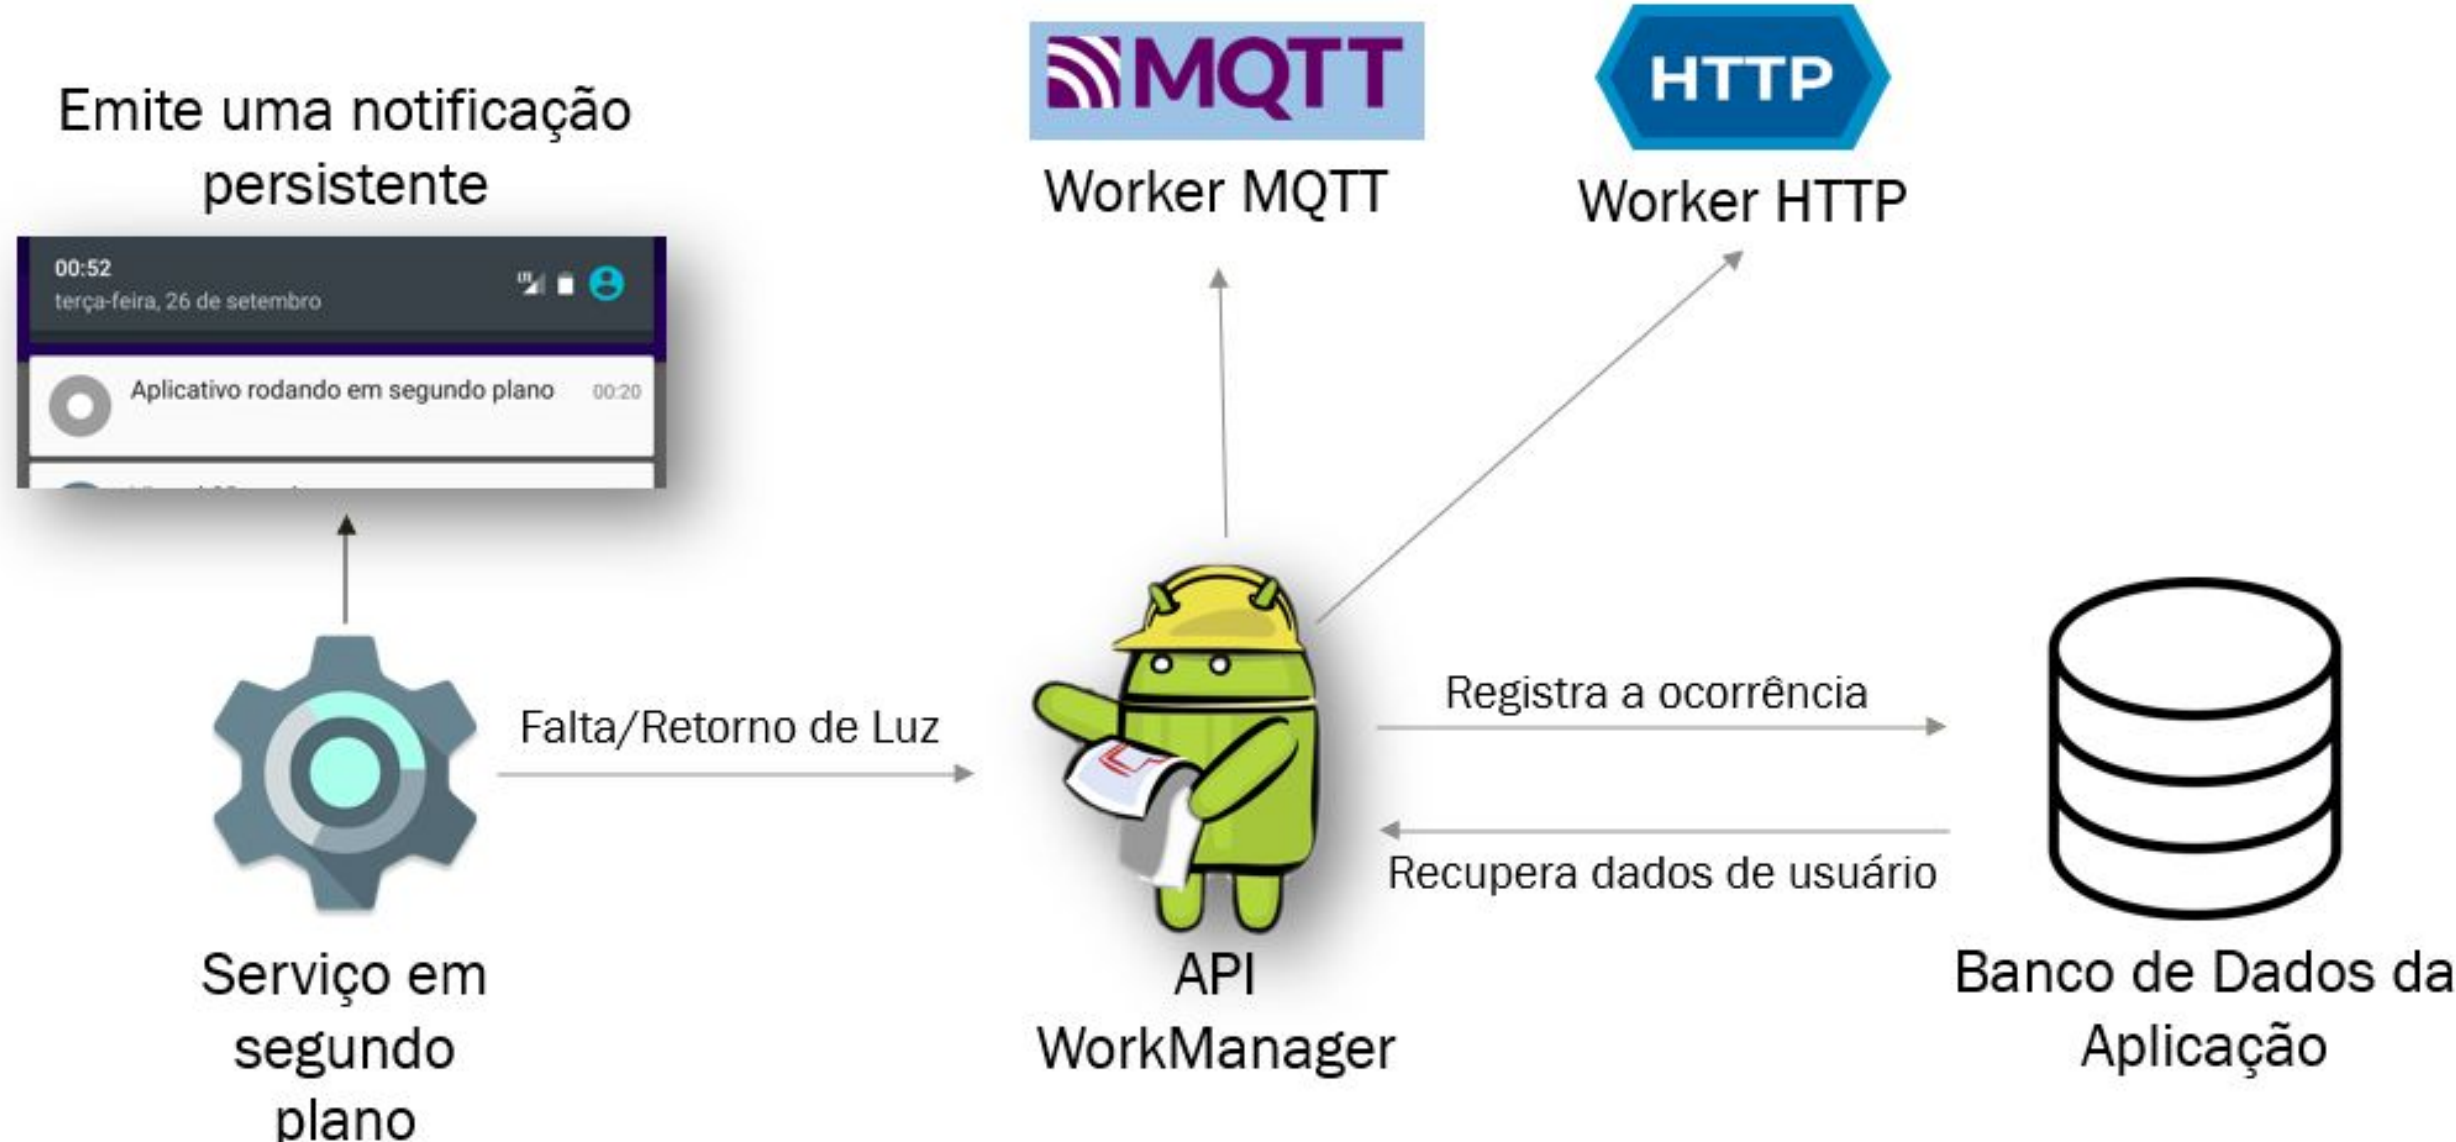 Emite uma notificação
persistente
00:52
terça-feira, 26 de setembro
LTE
Aplicativo rodando em segundo plano 00:20
MQTT
Worker MQTT
HTTP
Worker HTTP
Falta/Retorno de Luz
Registra a ocorrência
Recupera dados de usuário
Serviço em
segundo
plano
API
WorkManager
Banco de Dados da
Aplicação